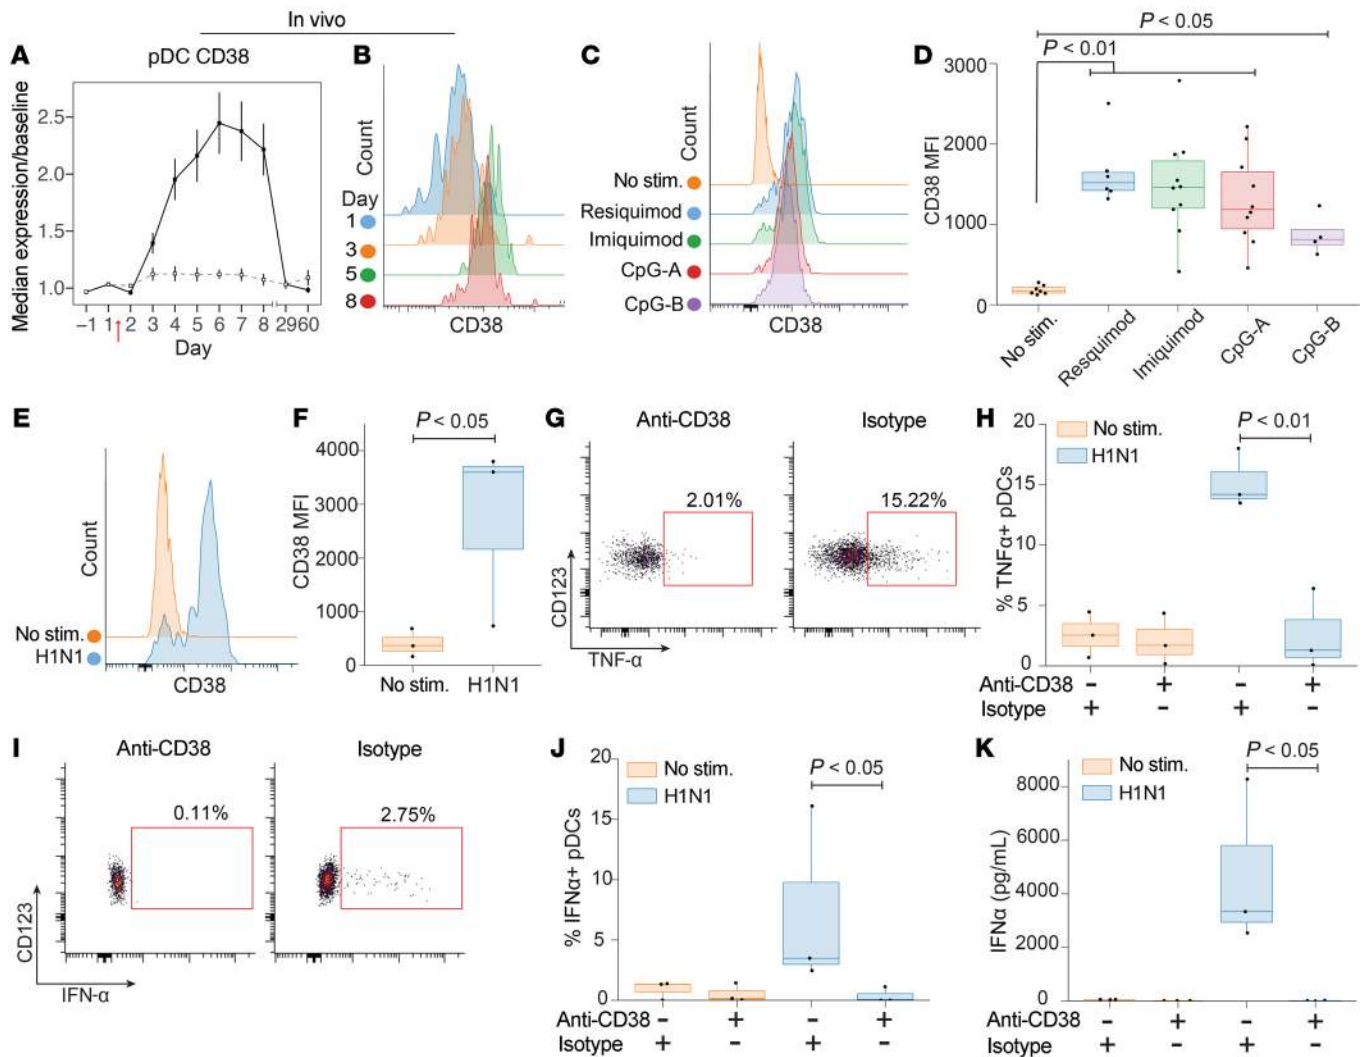 In vivo
A
pDC CD38
Median expression/baseline
2.5
2.0
1.5
1.0
−1 1 2 3 4 5 6 7 8 29 60
Day
B
Count
Day
1
3
5
8
CD38
C
Count
No stim.
Resiquimod
Imiquimod
CpG-A
CpG-B
CD38
D
P < 0.05
P < 0.01
CD38 MFI
3000
2000
1000
0
No stim.
Resquimod
Imiquimod
CpG-A
CpG-B
E
Count
No stim.
H1N1
CD38
F
P < 0.05
CD38 MFI
4000
3000
2000
1000
0
No stim. H1N1
G
Anti-CD38
Isotype
2.01%
15.22%
CD123
TNF-α
H
No stim.
H1N1
P < 0.01
% TNFα+ pDCs
20
15
10
5
0
Anti-CD38 - + - +
Isotype + - + -
I
Anti-CD38
Isotype
0.11%
2.75%
CD123
IFN-α
J
No stim.
H1N1
P < 0.05
% IFNα+ pDCs
20
15
10
5
0
Anti-CD38 - + - +
Isotype + - + -
K
No stim.
H1N1
P < 0.05
IFNα (pg/mL)
8000
6000
4000
2000
0
Anti-CD38 - + - +
Isotype + - + -